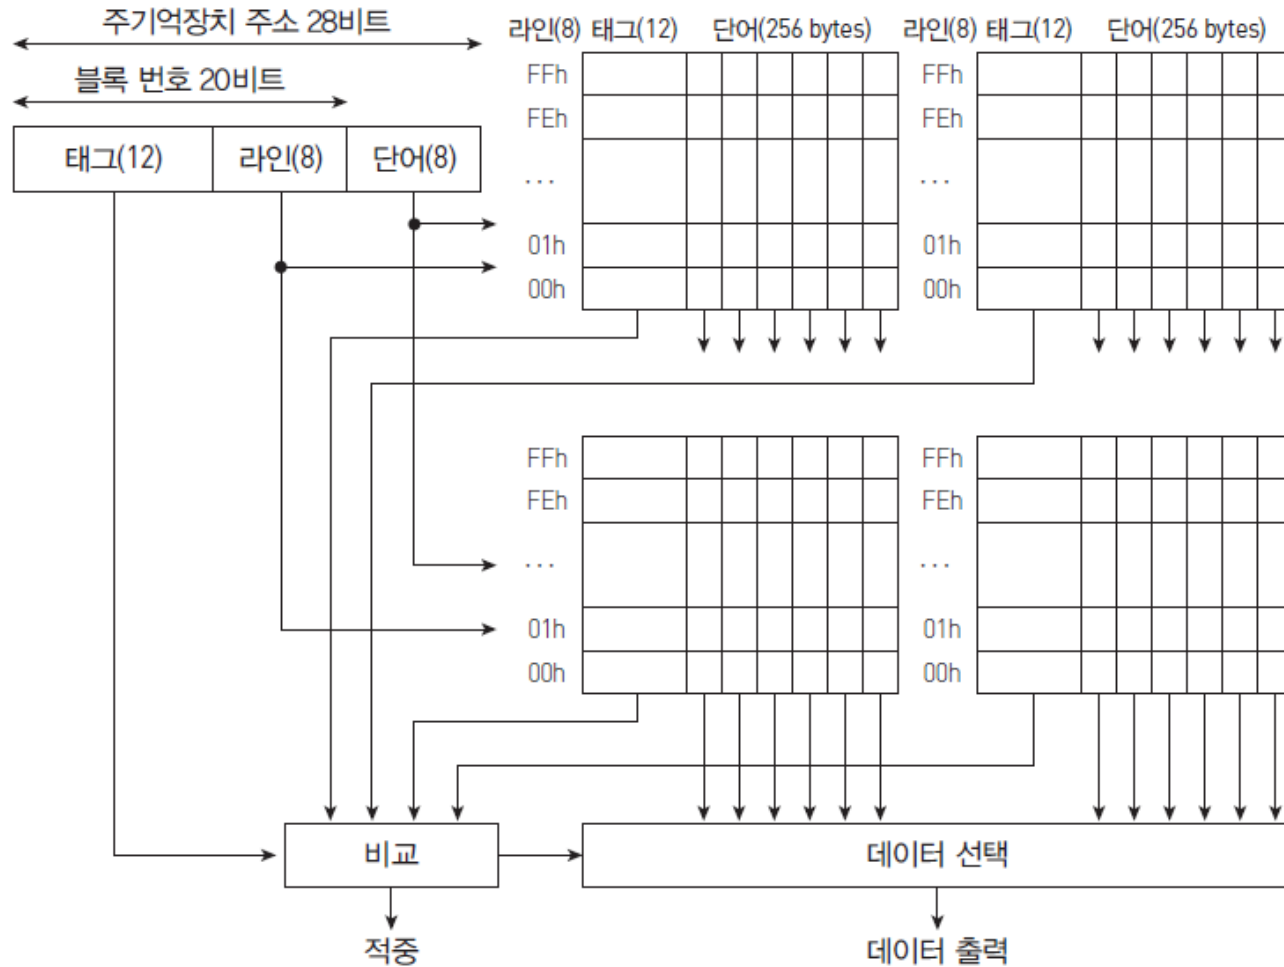 주기억장치 주소 28비트
블록 번호 20비트
태그(12) 라인(8) 단어(8)
라인(8) 태그(12) 단어(256 bytes)
FFh
FEh
...
01h
00h
라인(8) 태그(12) 단어(256 bytes)
FFh
FEh
...
01h
00h
FFh
FEh
...
01h
00h
FFh
FEh
...
01h
00h
비교
데이터 선택
적중
데이터 출력